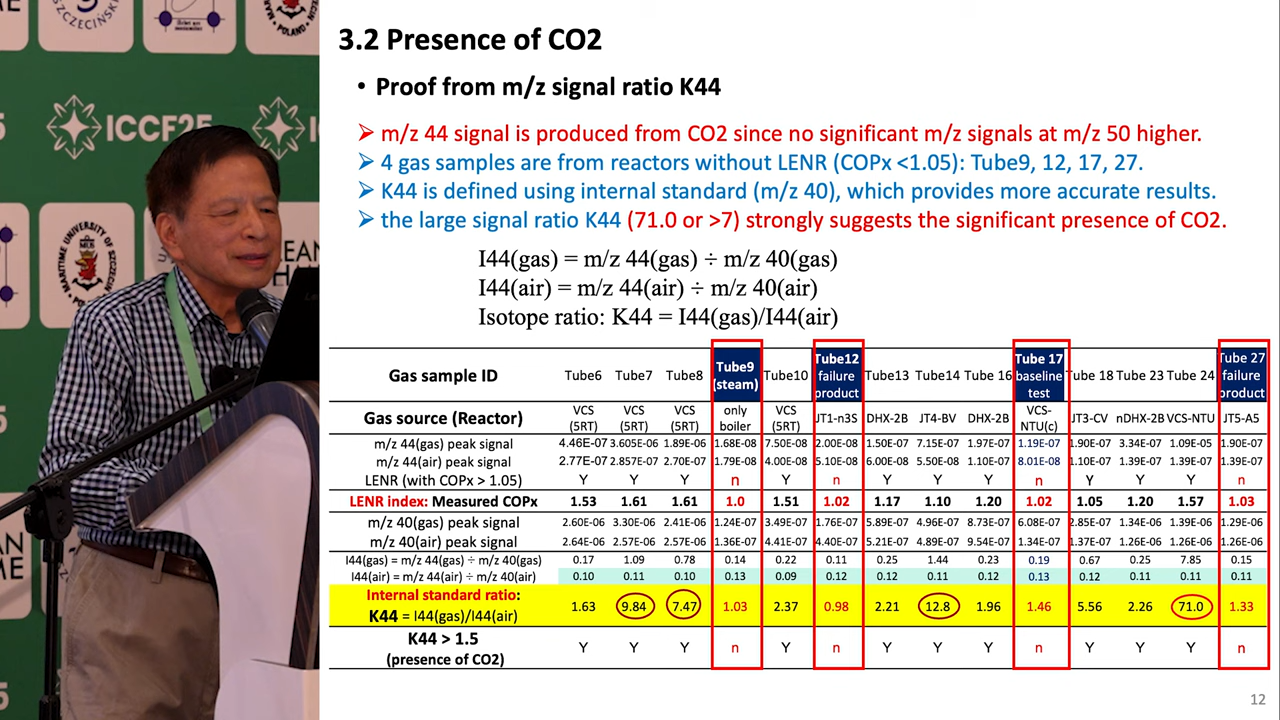 SZCZECIŃSKI
POLAND
ICCF25
MARITIME UNIVERSITY OF SZCZECIN
3.2 Presence of CO2
• Proof from m/z signal ratio K44
➢ m/z 44 signal is produced from CO2 since no significant m/z signals at m/z 50 higher.
➢ 4 gas samples are from reactors without LENR (COPx <1.05): Tube9, 12, 17, 27.
➢ K44 is defined using internal standard (m/z 40), which provides more accurate results.
➢ the large signal ratio K44 (71.0 or >7) strongly suggests the significant presence of CO2.
I44(gas) = m/z 44(gas) ÷ m/z 40(gas)
I44(air) = m/z 44(air) ÷ m/z 40(air)
Isotope ratio: K44 = I44(gas)/I44(air)
Gas sample ID Tube6 Tube7 Tube8 Tube9 (steam) Tube10 Tube12 failure product Tube13 Tube14 Tube 16 Tube 17 baseline test Tube 18 Tube 23 Tube 24 Tube 27 failure product
Gas source (Reactor) VCS (5RT) VCS (5RT) VCS (5RT) only boiler VCS (5RT) JT1-n3S DHX-2B JT4-BV DHX-2B VCS-NTU(c) JT3-CV nDHX-2B VCS-NTU JT5-A5
m/z 44(gas) peak signal 4.46E-07 3.605E-06 1.89E-06 1.68E-08 7.50E-08 2.00E-08 1.50E-07 7.15E-07 1.97E-07 1.19E-07 1.90E-07 3.34E-07 1.09E-05 1.90E-07
m/z 44(air) peak signal 2.77E-07 2.857E-07 2.70E-07 1.79E-08 4.00E-08 5.10E-08 6.00E-08 5.50E-08 1.10E-07 8.01E-08 1.10E-07 1.39E-07 1.39E-07 1.39E-07
LENR (with COPx > 1.05) Y Y Y n Y n Y Y Y n Y Y Y n
LENR index: Measured COPx 1.53 1.61 1.61 1.0 1.51 1.02 1.17 1.10 1.20 1.02 1.05 1.20 1.57 1.03
m/z 40(gas) peak signal 2.60E-06 3.30E-06 2.41E-06 1.24E-07 3.49E-07 1.76E-07 5.89E-07 4.96E-07 8.73E-07 6.08E-07 2.85E-07 1.34E-06 1.39E-06 1.29E-06
m/z 40(air) peak signal 2.64E-06 2.57E-06 2.57E-06 1.36E-07 4.41E-07 4.40E-07 5.21E-07 4.89E-07 9.54E-07 1.34E-07 1.37E-07 1.26E-06 1.26E-06 1.26E-06
I44(gas) = m/z 44(gas) ÷ m/z 40(gas) 0.17 1.09 0.78 0.14 0.22 0.11 0.25 1.44 0.23 0.19 0.67 0.25 7.85 0.15
I44(air) = m/z 44(air) ÷ m/z 40(air) 0.10 0.11 0.10 0.13 0.09 0.12 0.12 0.11 0.12 0.13 0.12 0.11 0.11 0.11
Internal standard ratio:
K44 = I44(gas)/I44(air) 1.63 9.84 7.47 1.03 2.37 0.98 2.21 12.8 1.96 1.46 5.56 2.26 71.0 1.33
K44 > 1.5
(presence of CO2) Y Y Y n Y n Y Y Y n Y Y Y n
12